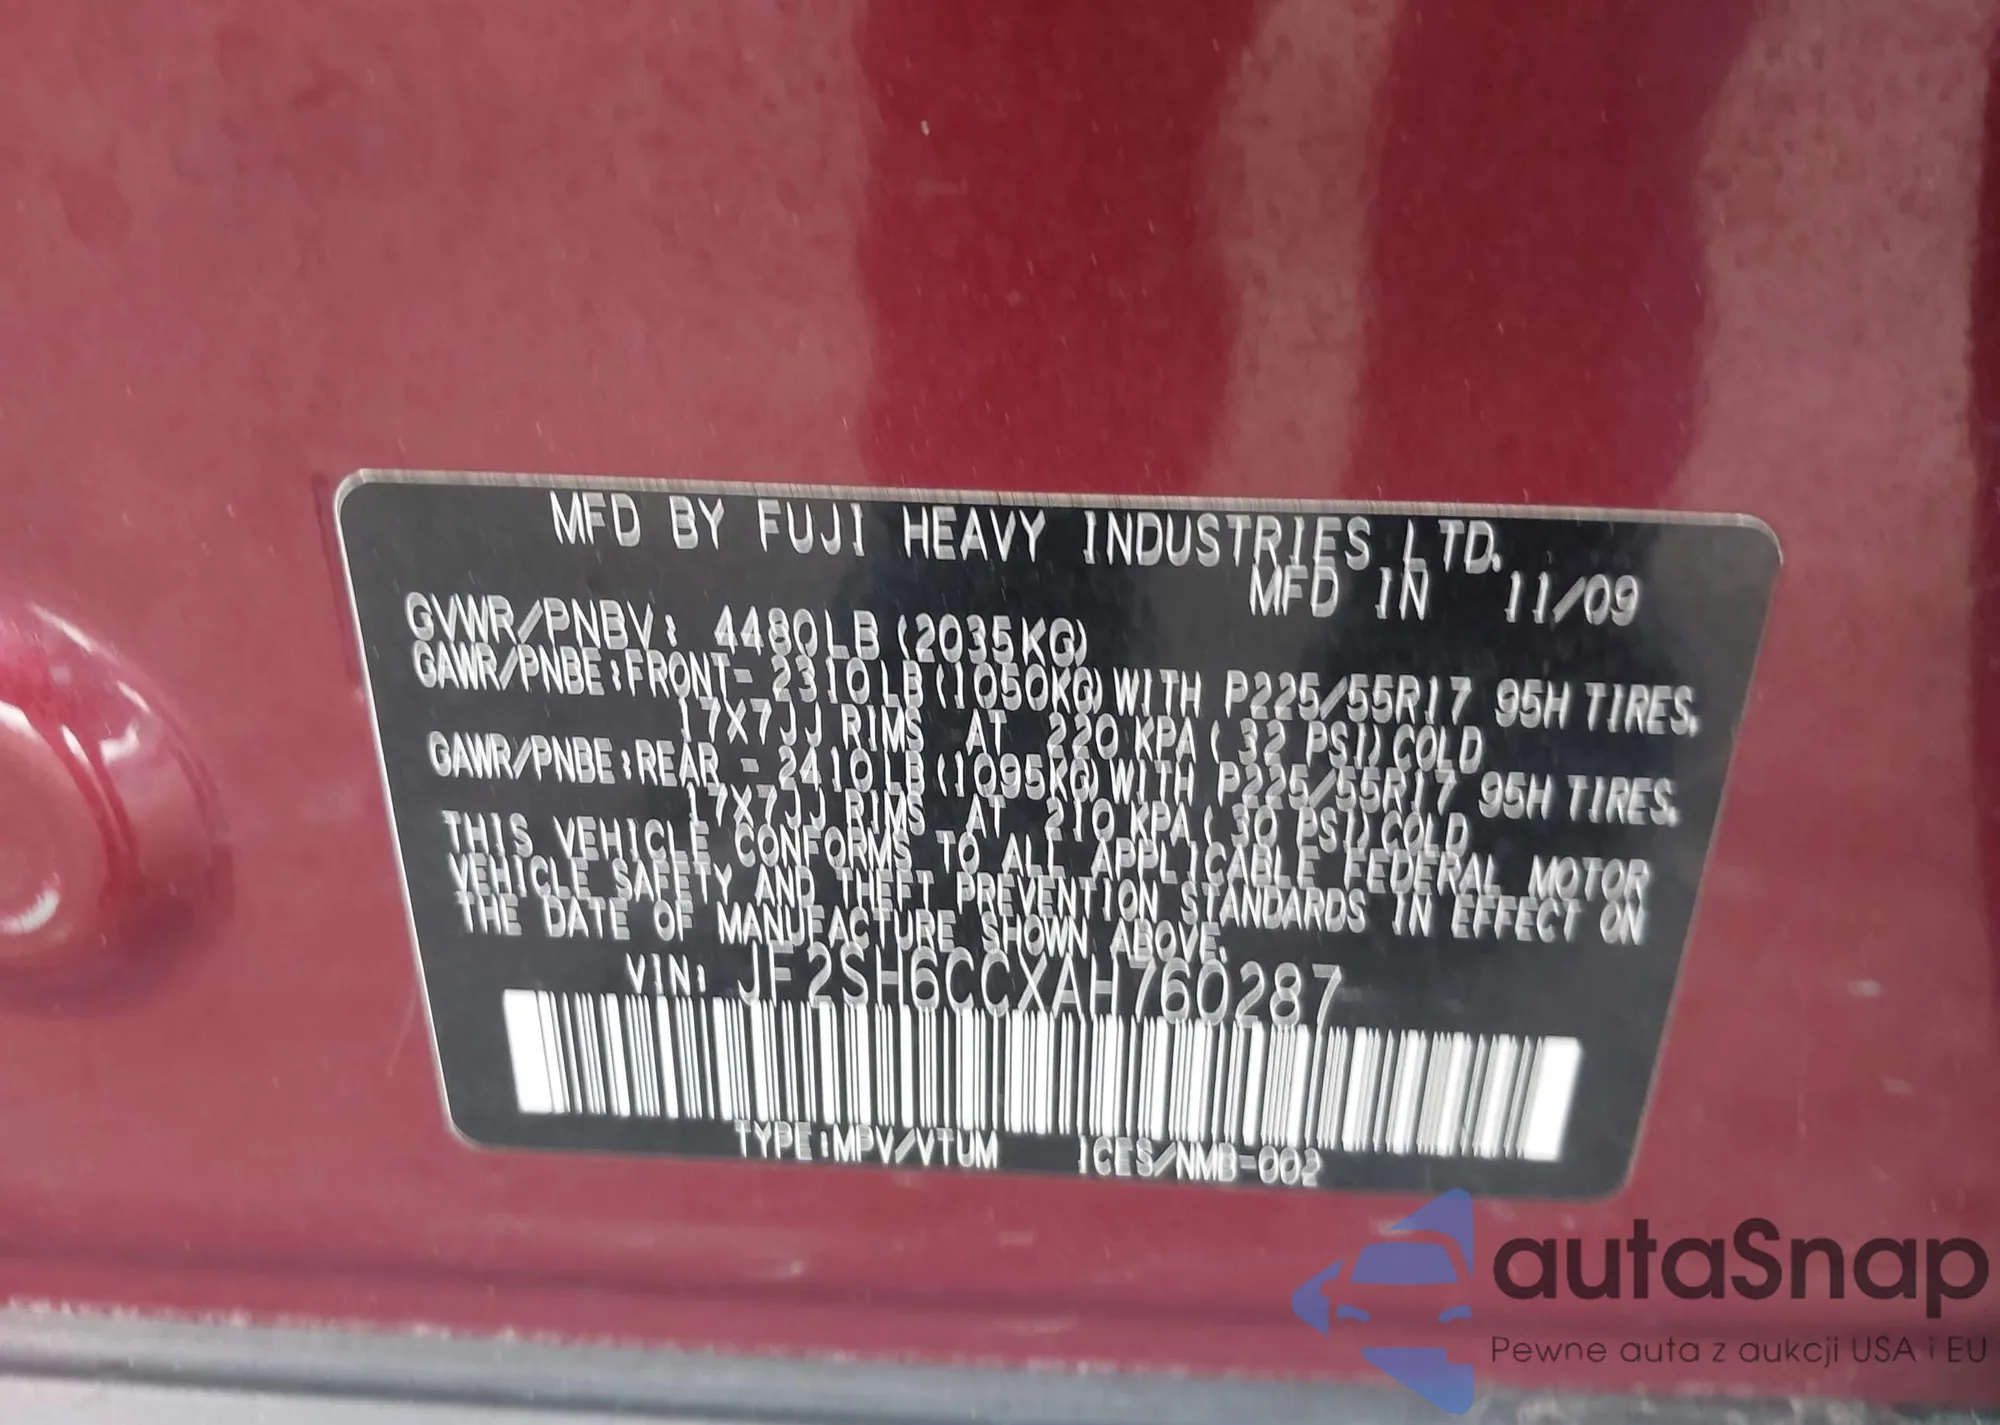 MFD BY FUJI HEAVY INDUSTRIES LTD.
MFD IN 11/09
GVWR/PNBV: 4480LB (2035KG)
GAWR/PNBE:FRONT- 2310LB(1050KG)WITH P225/55R17 95H TIRES,
17X7JJ RIMS AT 220 KPA( 32 PSI)COLD
GAWR/PNBE:REAR - 2410LB(1095KG)WITH P225/55R17 95H TIRES,
17X7JJ RIMS AT 210 KPA( 30 PSI)COLD
THIS VEHICLE CONFORMS TO ALL APPLICABLE FEDERAL MOTOR
VEHICLE SAFETY AND THEFT PREVENTION STANDARDS IN EFFECT ON
THE DATE OF MANUFACTURE SHOWN ABOVE.
VIN: JF2SH6CCXAH760287
TYPE:MPV/VTUM ICES/NMB-002
autaSnap
Pewne auta z aukcji USA i EU